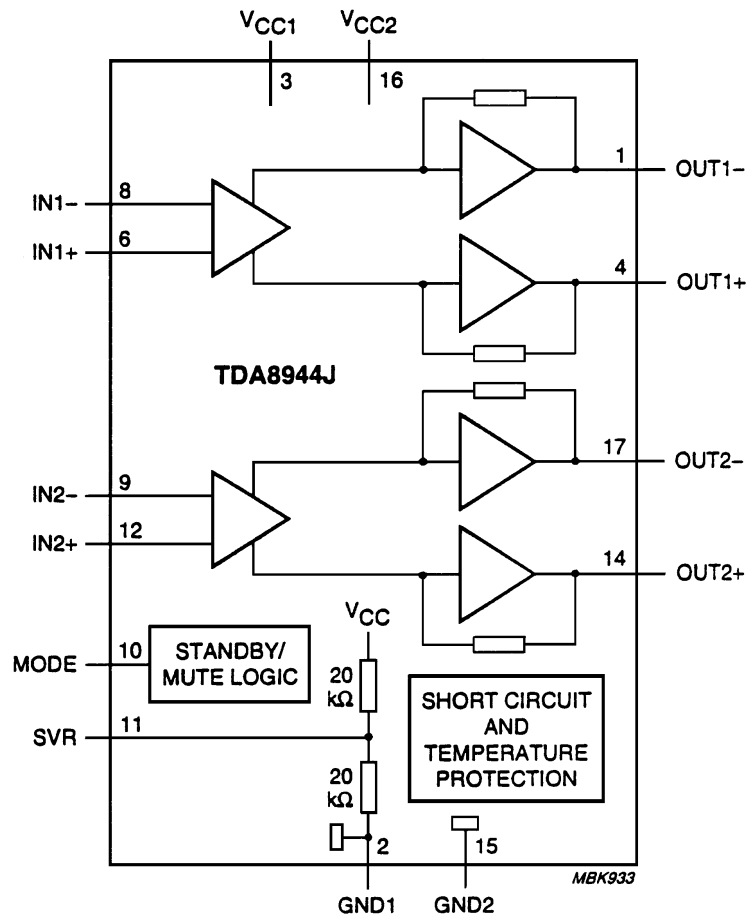 VCC1
VCC2
3
16
1
OUT1−
8
IN1−
6
IN1+
4
OUT1+
TDA8944J
17
OUT2−
9
IN2−
12
IN2+
14
OUT2+
VCC
10
MODE
STANDBY/
MUTE LOGIC
20
kΩ
SHORT CIRCUIT
AND
TEMPERATURE
PROTECTION
11
SVR
20
kΩ
2
15
MBK933
GND1
GND2